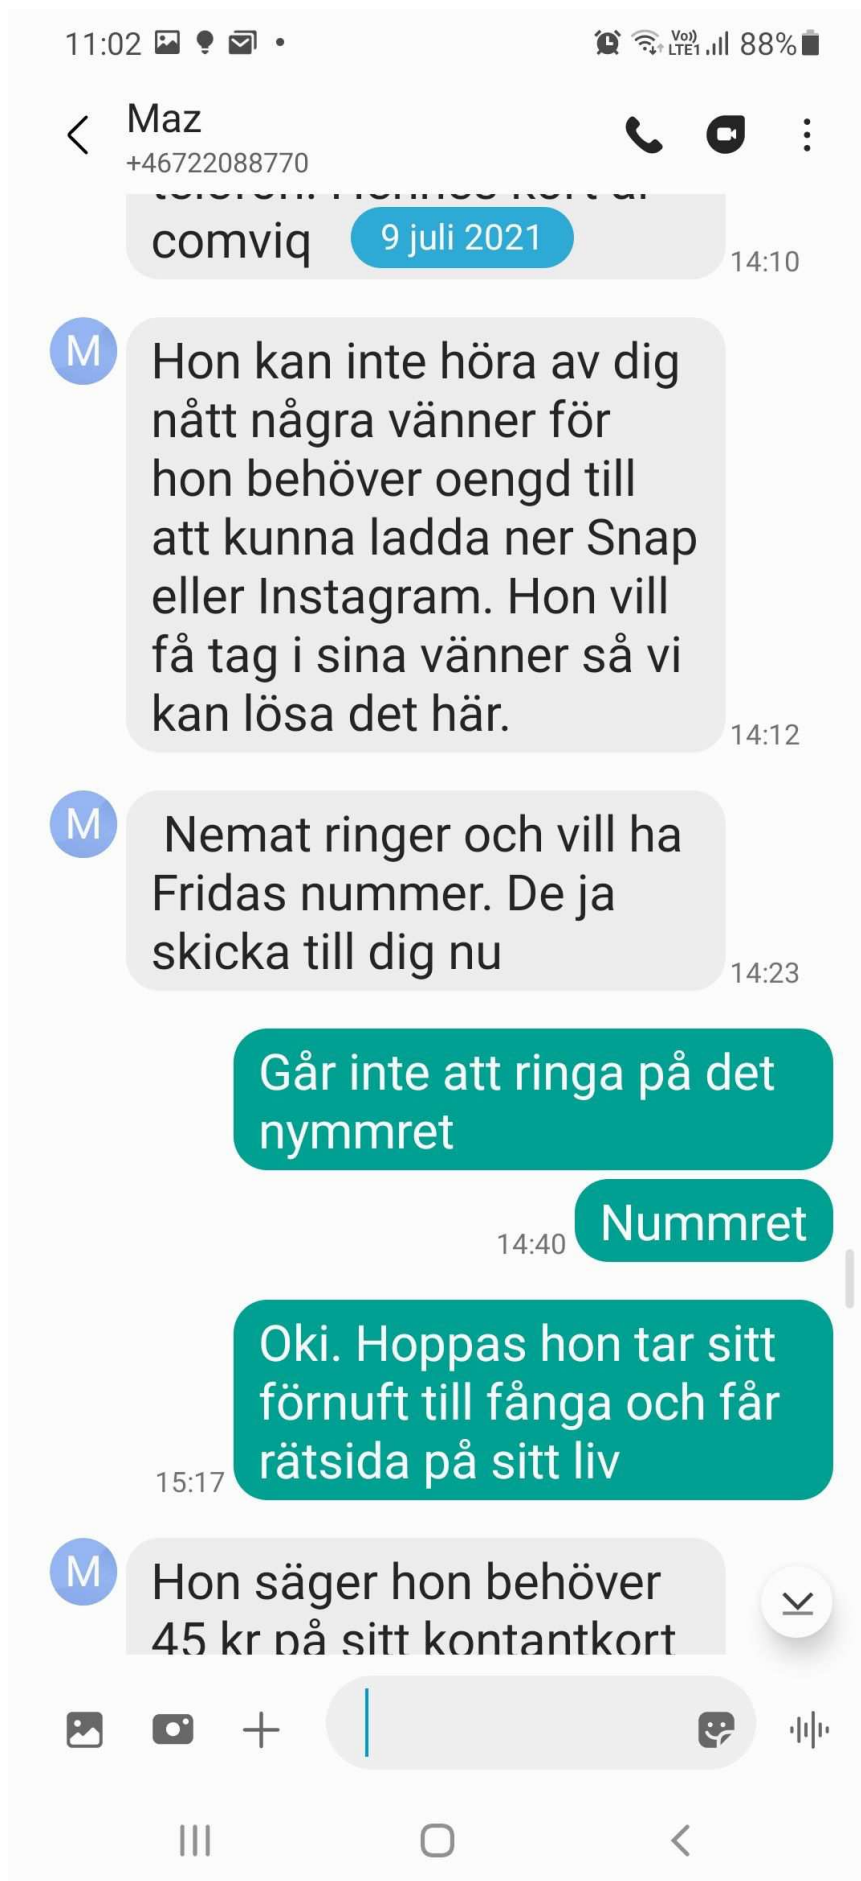 11:02
Vo))
LTE1
88%
Maz
+46722088770
comviq
9 juli 2021
14:10
M
Hon kan inte höra av dig
nått några vänner för
hon behöver oengd till
att kunna ladda ner Snap
eller Instagram. Hon vill
få tag i sina vänner så vi
kan lösa det här.
14:12
M
Nemat ringer och vill ha
Fridas nummer. De ja
skicka till dig nu
14:23
Går inte att ringa på det
nymmret
Nummret
14:40
Oki. Hoppas hon tar sitt
förnuft till fånga och får
rätsida på sitt liv
15:17
M
Hon säger hon behöver
45 kr på sitt kontantkort